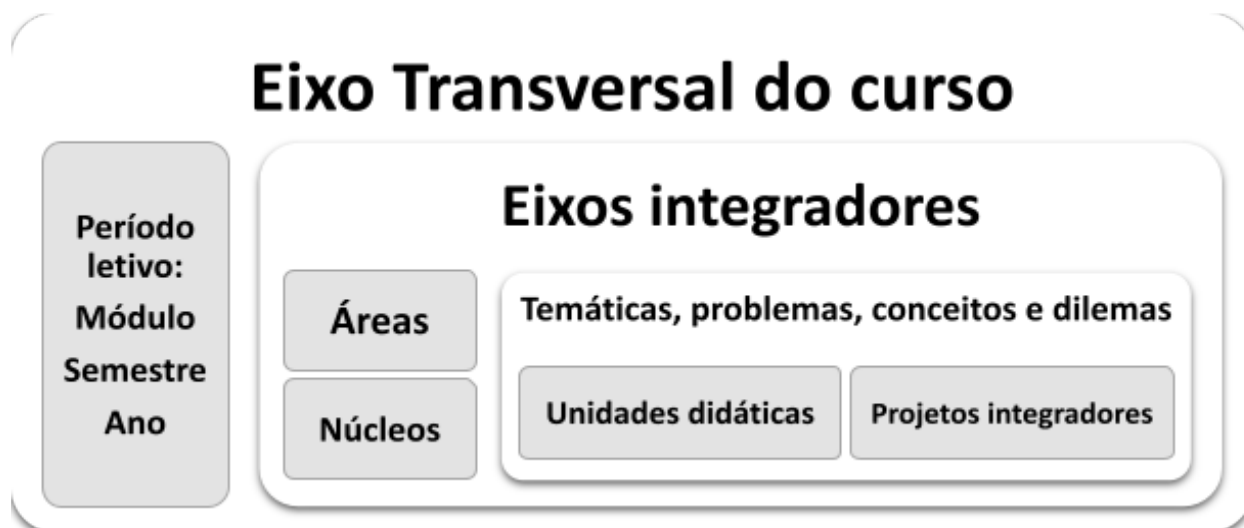 Eixo Transversal do curso
Período
letivo:
Módulo
Semestre
Ano
Eixos integradores
Áreas
Núcleos
Temáticas, problemas, conceitos e dilemas
Unidades didáticas
Projetos integradores